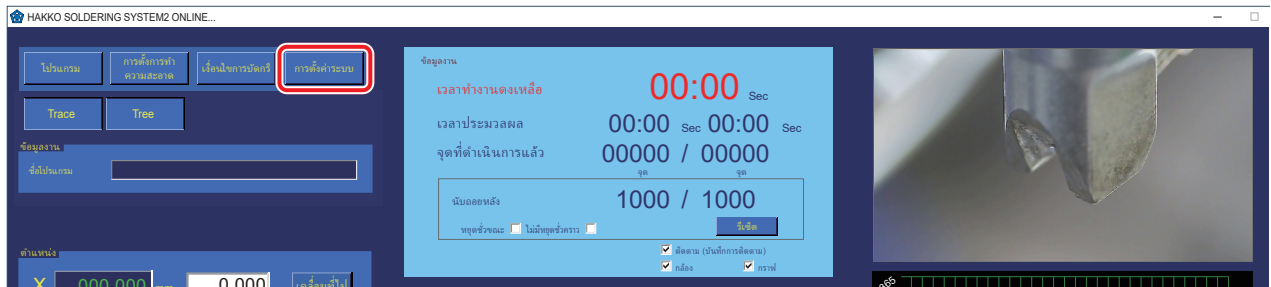 HAKKO SOLDERING SYSTEM2 ONLINE...
โปรแกรม
การตั้งการทำ
ความสะอาด
เงื่อนไขการบัดกรี
การตั้งค่าระบบ
Trace
Tree
ข้อมูลงาน
ชื่อโปรแกรม
ข้อมูลงาน
เวลาทำงานคงเหลือ
00:00 Sec
เวลาประมวลผล
00:00 Sec 00:00 Sec
จุดที่ดำเนินการแล้ว
00000 / 00000
จุด จุด
นับถอยหลัง
1000 / 1000
หยุดชั่วขณะ
ไม่มีหยุดชั่วคราว
รีเซ็ต
ติดตาม (บันทึกการติดตาม)
กล้อง
กราฟ
ตำแหน่ง
X 000.000 mm
0.000
เคลื่อนที่ไป
365